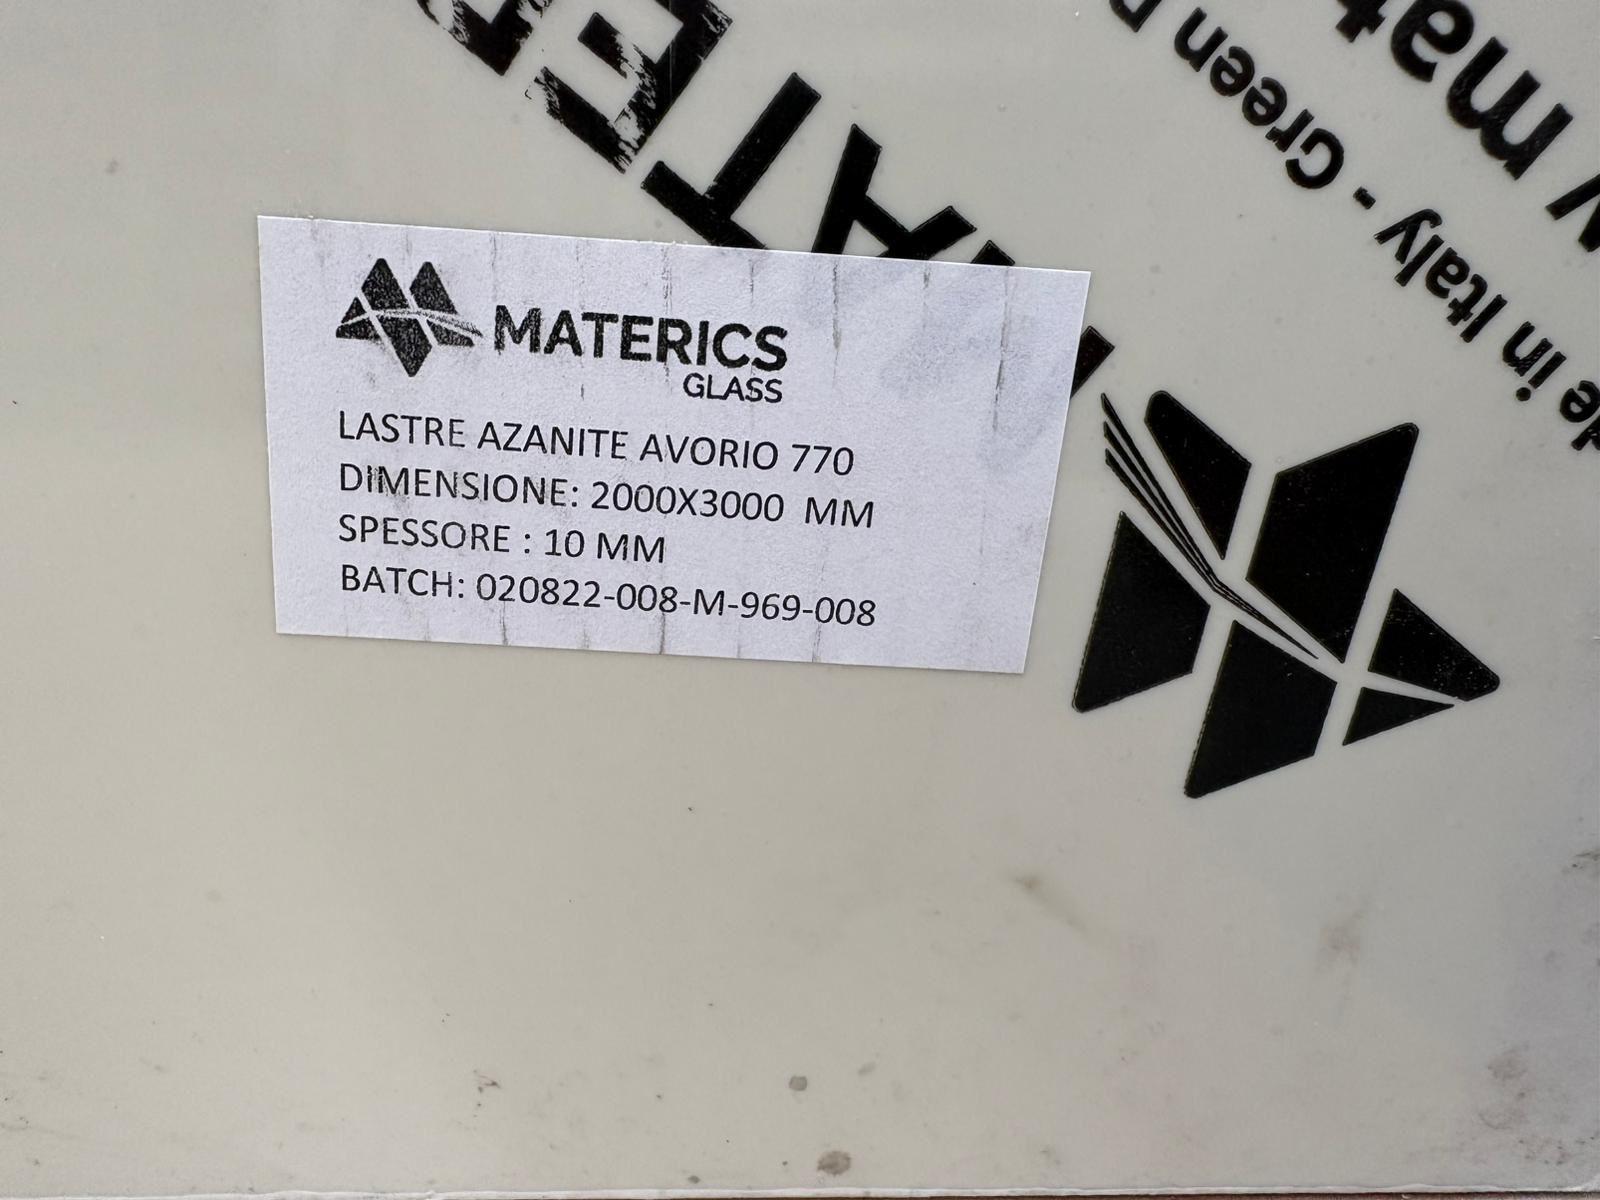 MATERICS
GLASS
LASTRE AZANITE AVORIO 770
DIMENSIONE: 2000X3000 MM
SPESSORE : 10 MM
BATCH: 020822-008-M-969-008
in Italy - Green